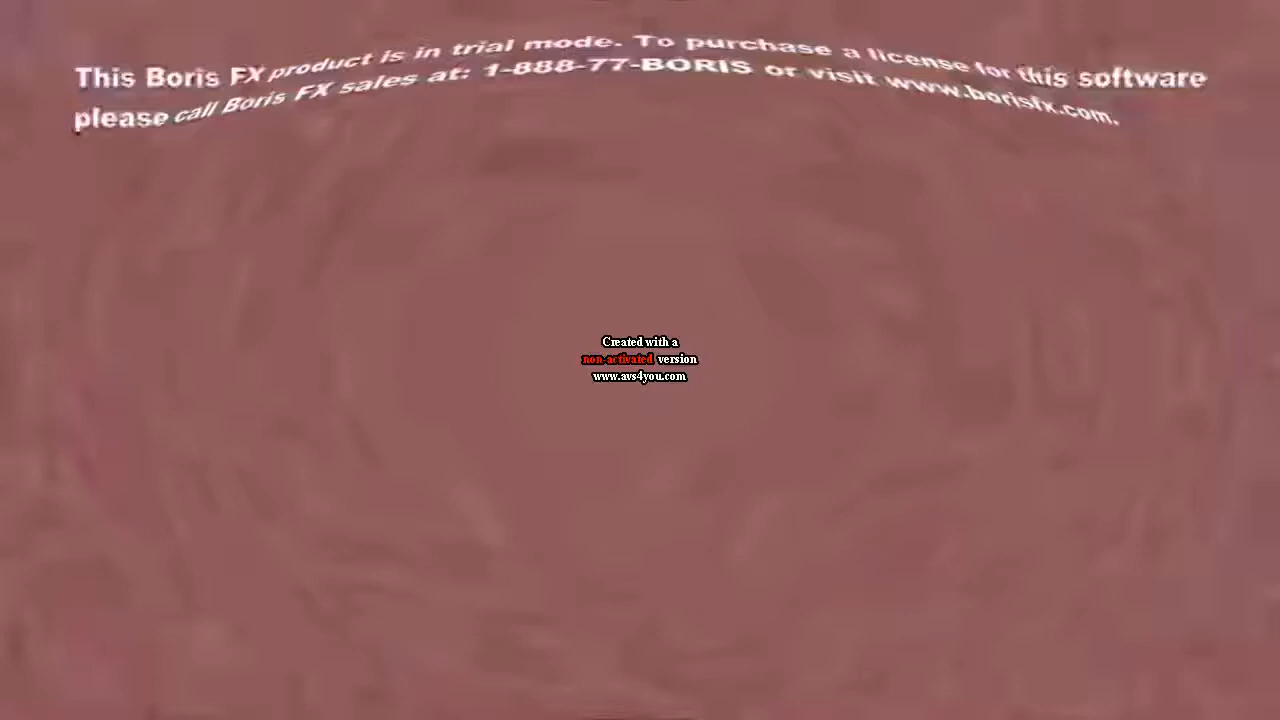 This Boris FX product is in trial mode. To purchase a license for this software
please call Boris FX sales at: 1-888-77-BORIS or visit www.borisfx.com.
Created with a
non-activated version
www.avs4you.com